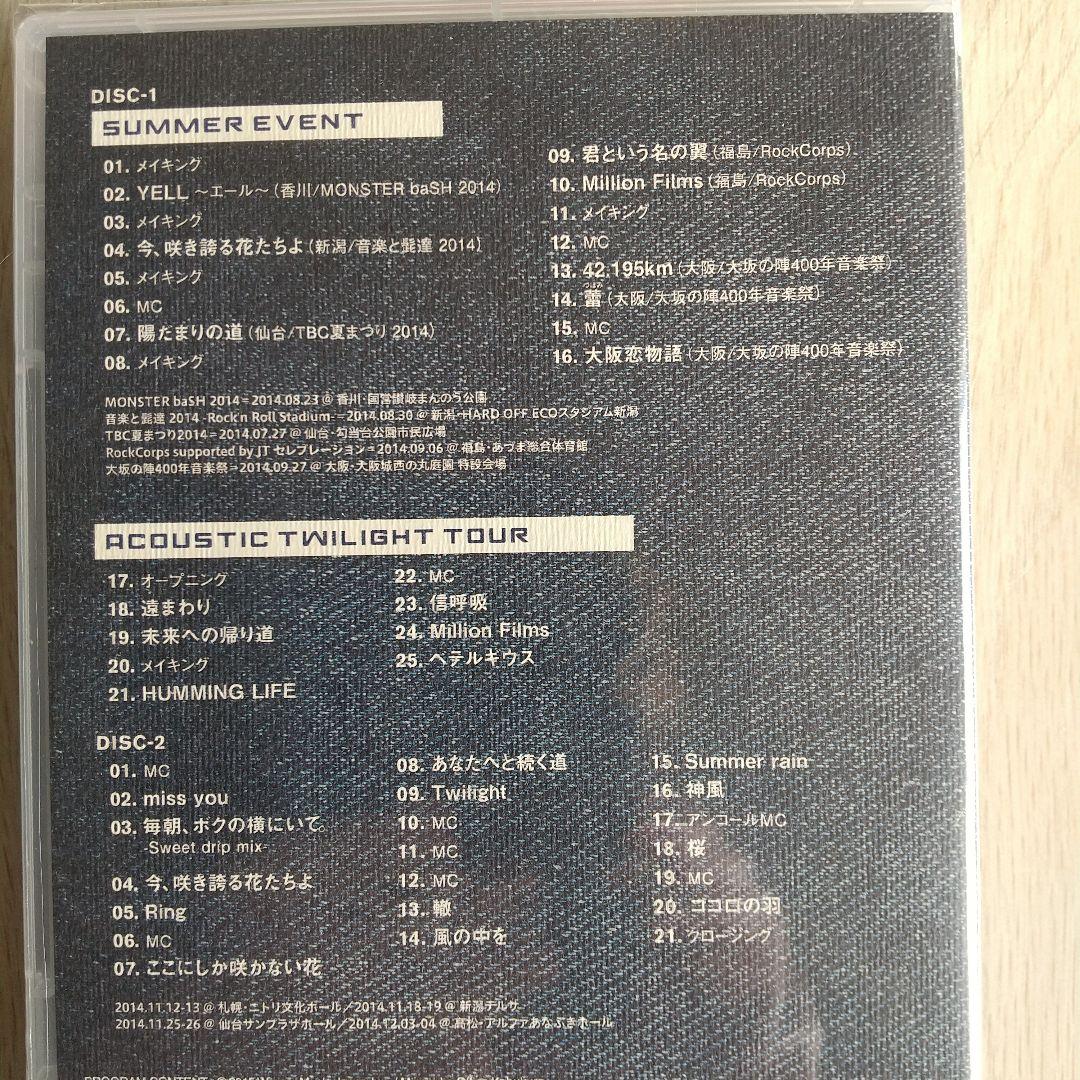 DISC-1
SUMMER EVENT
01. メイキング
02. YELL ～エール～ (香川/MONSTER baSH 2014)
03. メイキング
04. 今、咲き誇る花たちよ (新潟/音楽と髭達 2014)
05. メイキング
06. MC
07. 陽だまりの道 (仙台/TBC夏まつり 2014)
08. メイキング
09. 君という名の翼 (福島/RockCorps)
10. Million Films (福島/RockCorps)
11. メイキング
12. MC
13. 42.195km (大阪/大坂の陣400年音楽祭)
つぼみ
14. 蕾 (大阪/大坂の陣400年音楽祭)
15. MC
16. 大阪恋物語 (大阪/大坂の陣400年音楽祭)
MONSTER baSH 2014=2014.08.23 @ 香川・国営讃岐まんのう公園
音楽と髭達 2014 -Rock'n Roll Stadium-=2014.08.30 @ 新潟・HARD OFF ECOスタジアム新潟
TBC夏まつり2014=2014.07.27 @ 仙台・勾当台公園市民広場
RockCorps supported by JT セレブレーション=2014.09.06 @ 福島・あづま総合体育館
大坂の陣400年音楽祭=2014.09.27 @ 大阪・大阪城西の丸庭園 特設会場
ACOUSTIC TWILIGHT TOUR
17. オープニング
18. 遠まわり
19. 未来への帰り道
20. メイキング
21. HUMMING LIFE
22. MC
23. 信呼吸
24. Million Films
25. ベテルギウス
DISC-2
01. MC
02. miss you
03. 毎朝、ボクの横にいて。
-Sweet drip mix-
04. 今、咲き誇る花たちよ
05. Ring
06. MC
07. ここにしか咲かない花
08. あなたへと続く道
09. Twilight
10. MC
11. MC
12. MC
13. 轍
14. 風の中を
15. Summer rain
16. 神風
17. アンコールMC
18. 桜
19. MC
20. ココロの羽
21. クロージング
2014.11.12-13 @ 札幌・ニトリ文化ホール／2014.11.18-19 @ 新潟テルサ
2014.11.25-26 @ 仙台サンプラザホール／2014.12.03-04 @ 高松・アルファあなぶきホール